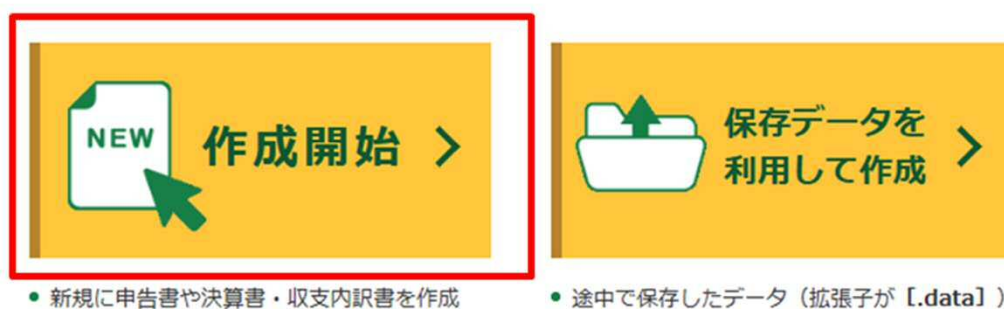 NEW
作成開始
保存データを
利用して作成
• 新規に申告書や決算書・収支内訳書を作成
• 途中で保存したデータ（拡張子が【.data】）